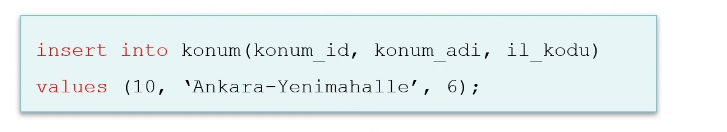 insert into konum(konum_id, konum_adi, il_kodu)
values (10, ‘Ankara-Yenimahalle’, 6);